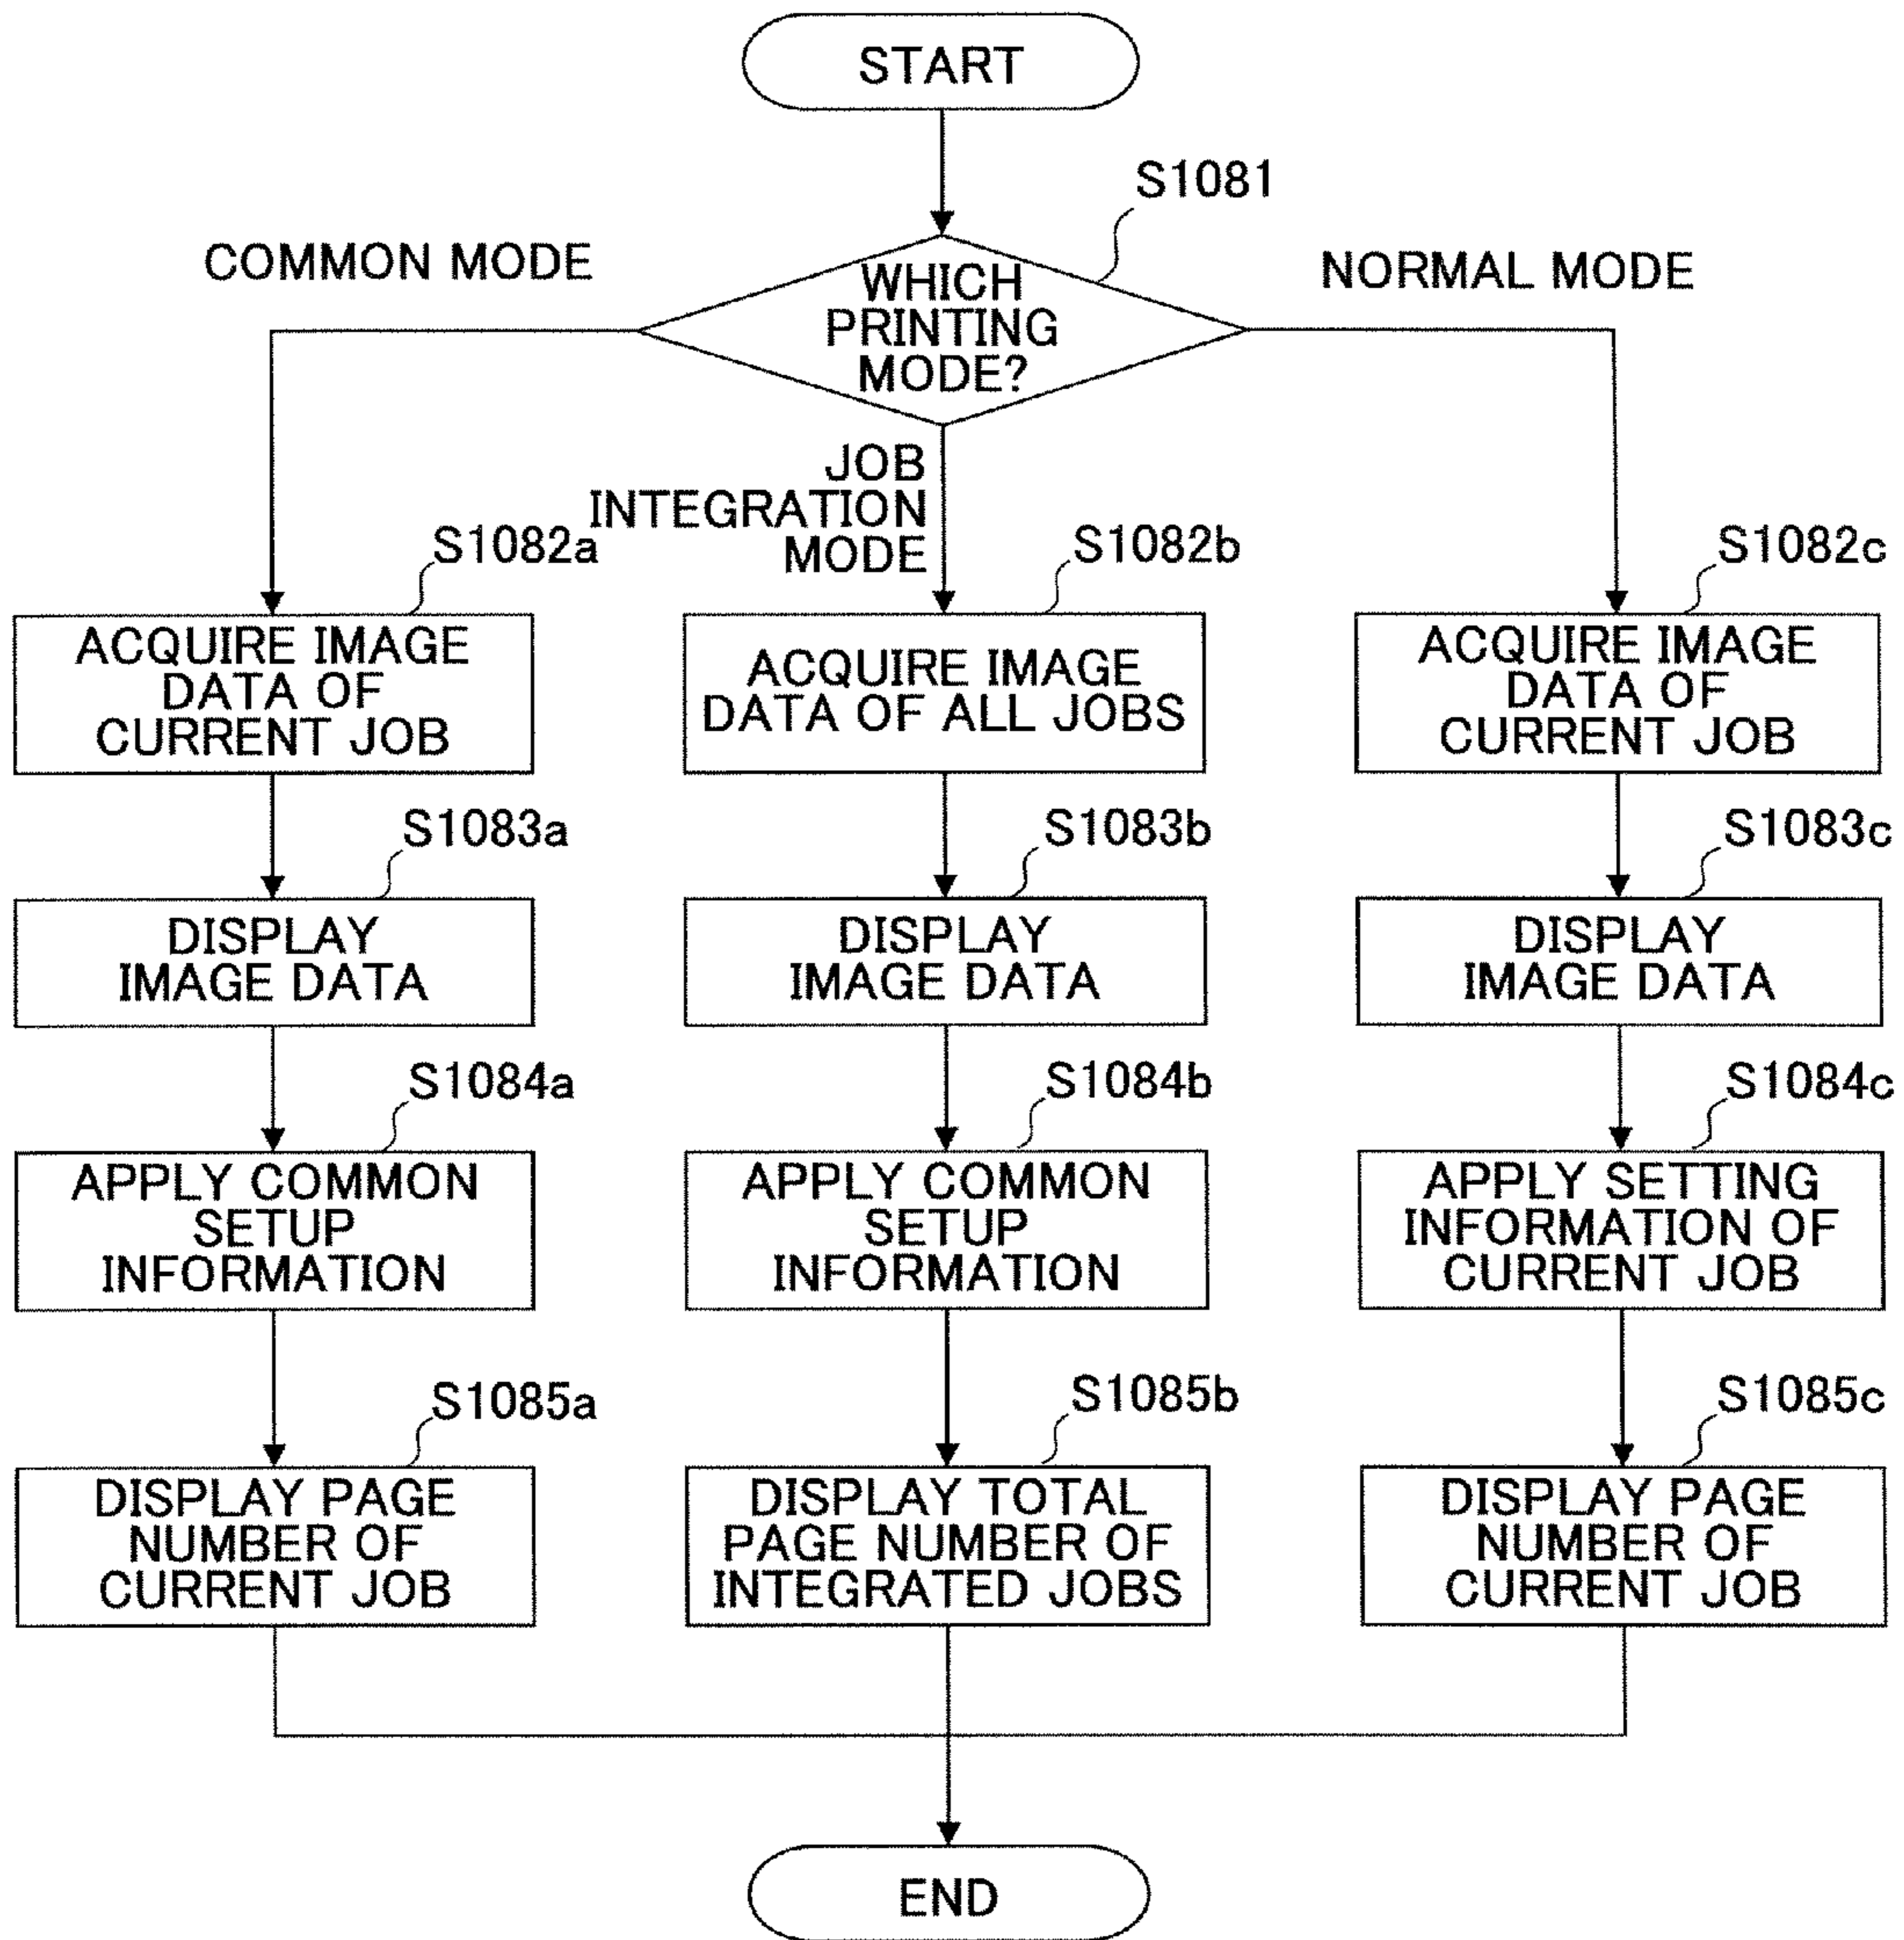 START
S1081
COMMON MODE
WHICH
PRINTING
MODE?
NORMAL MODE
JOB
INTEGRATION
MODE
S1082a
S1082b
S1082c
ACQUIRE IMAGE
DATA OF
CURRENT JOB
ACQUIRE IMAGE
DATA OF ALL JOBS
ACQUIRE IMAGE
DATA OF
CURRENT JOB
S1083a
S1083b
S1083c
DISPLAY
IMAGE DATA
DISPLAY
IMAGE DATA
DISPLAY
IMAGE DATA
S1084a
S1084b
S1084c
APPLY COMMON
SETUP
INFORMATION
APPLY COMMON
SETUP
INFORMATION
APPLY SETTING
INFORMATION OF
CURRENT JOB
S1085a
S1085b
S1085c
DISPLAY PAGE
NUMBER OF
CURRENT JOB
DISPLAY TOTAL
PAGE NUMBER OF
INTEGRATED JOBS
DISPLAY PAGE
NUMBER OF
CURRENT JOB
END